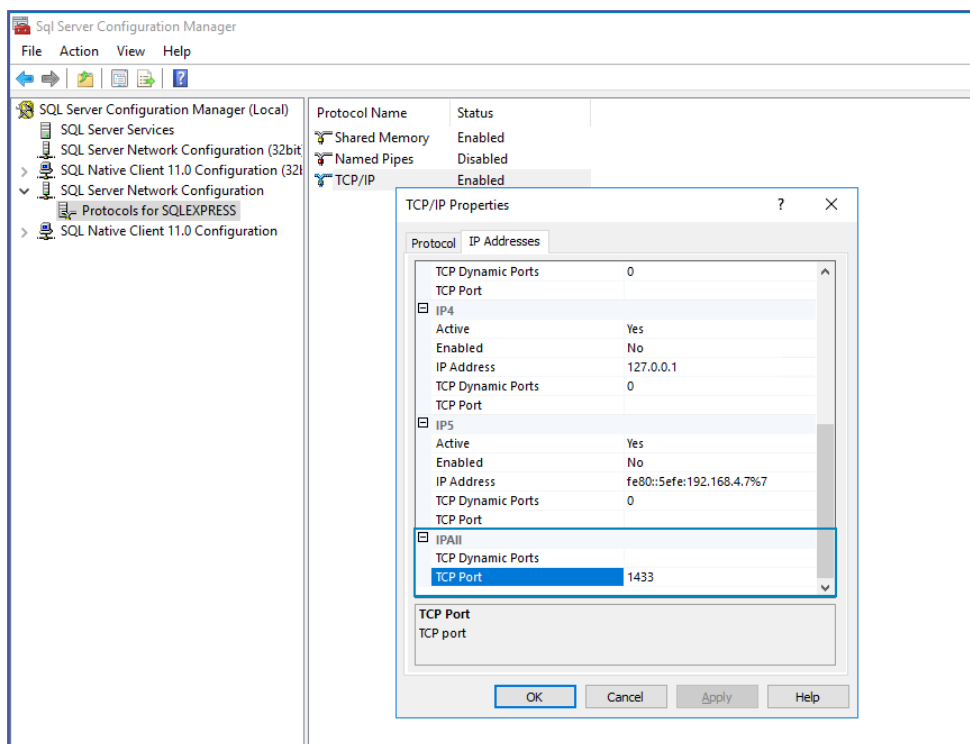 Sql Server Configuration Manager
File Action View Help
SQL Server Configuration Manager (Local)
SQL Server Services
SQL Server Network Configuration (32bit
SQL Native Client 11.0 Configuration (32l
SQL Server Network Configuration
Protocols for SQLEXPRESS
SQL Native Client 11.0 Configuration
Protocol Name Status
Shared Memory Enabled
Named Pipes Disabled
TCP/IP Enabled
TCP/IP Properties ?
Protocol IP Addresses
TCP Dynamic Ports 0
TCP Port
IP4
Active Yes
Enabled No
IP Address 127.0.0.1
TCP Dynamic Ports 0
TCP Port
IP5
Active Yes
Enabled No
IP Address fe80::5efe:192.168.4.7%7
TCP Dynamic Ports 0
TCP Port
IPAll
TCP Dynamic Ports
TCP Port 1433
TCP Port
TCP port
OK Cancel Apply Help